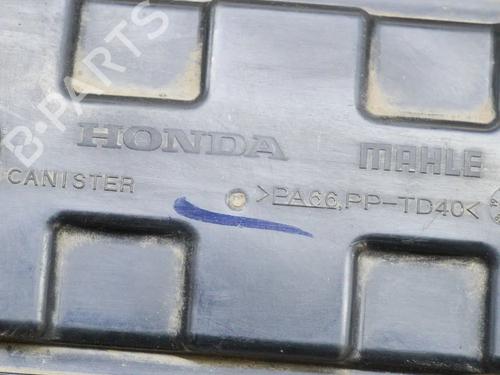 B-PARTS
HONDA MAHLE
CANISTER >PA66,PP-TD40<